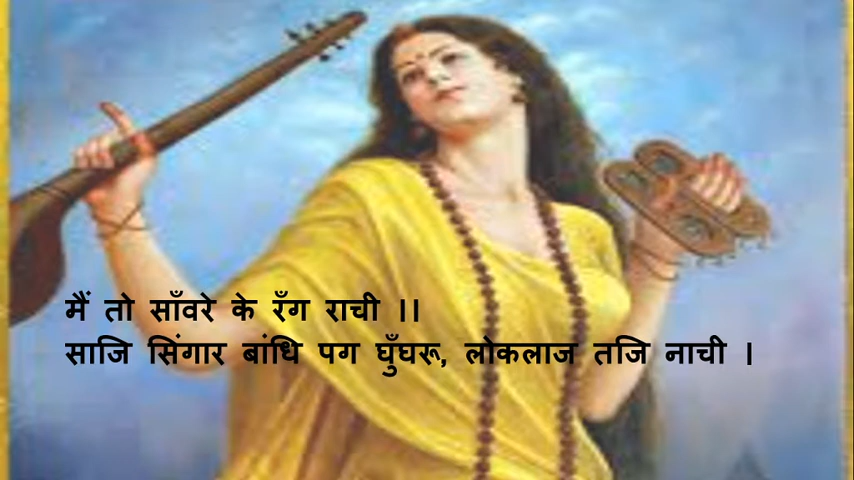 मैं तो साँवरे के रँग राची ।।
साजि सिंगार बांधि पग घुँघरू, लोकलाज तजि नाची ।